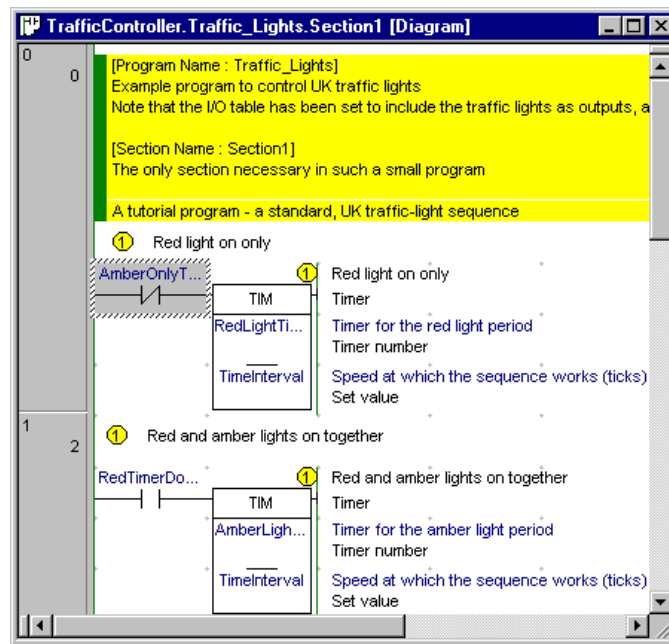 TrafficController.Traffic_Lights.Section1 [Diagram]
0
0
[Program Name : Traffic_Lights]
Example program to control UK traffic lights
Note that the I/O table has been set to include the traffic lights as outputs, a
[Section Name : Section1]
The only section necessary in such a small program
A tutorial program - a standard, UK traffic-light sequence
1 Red light on only
AmberOnlyT...
1 Red light on only
TIM
Timer
RedLightTi...
Timer for the red light period
Timer number
TimeInterval
Speed at which the sequence works (ticks)
Set value
1
2
1 Red and amber lights on together
RedTimerDo...
1 Red and amber lights on together
TIM
Timer
AmberLigh...
Timer for the amber light period
Timer number
TimeInterval
Speed at which the sequence works (ticks)
Set value